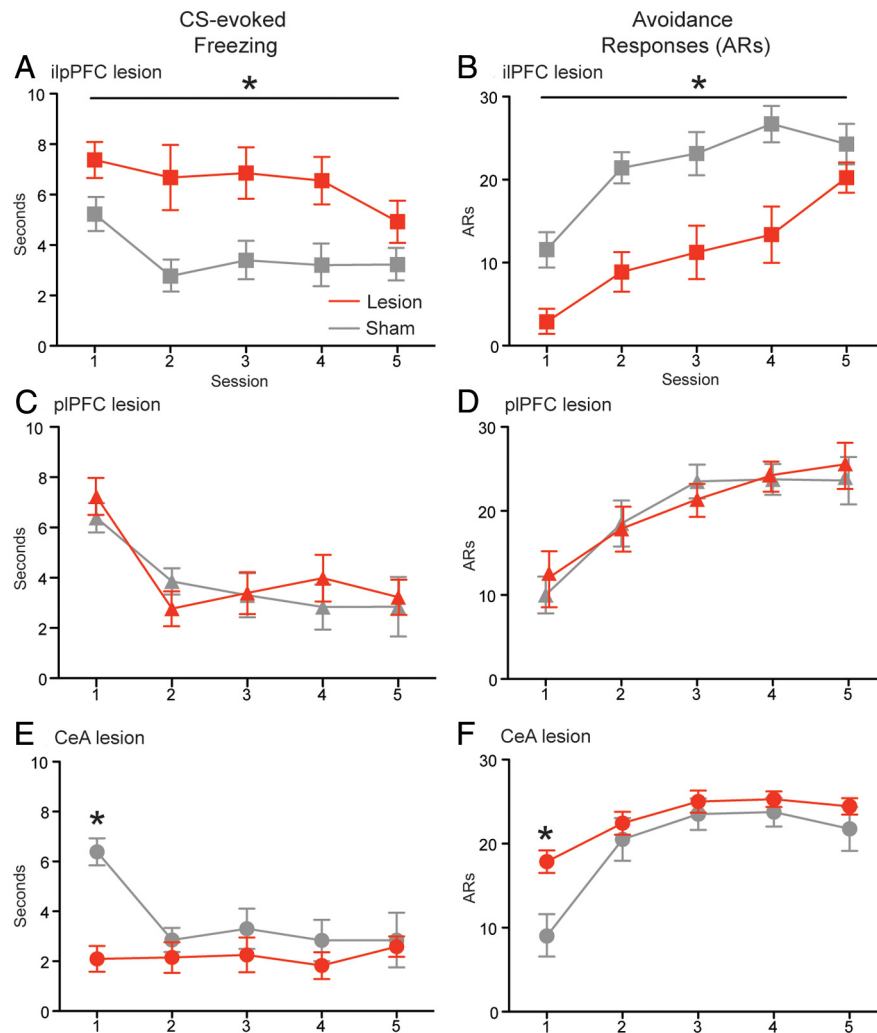 CS-evoked
Freezing
Avoidance
Responses (ARs)
A
ilpPFC lesion
*
10
8
6
4
2
0
Seconds
Lesion
Sham
1 2 3 4 5
Session
B
ilPFC lesion
*
30
20
10
0
ARs
1 2 3 4 5
Session
C
plPFC lesion
10
8
6
4
2
0
Seconds
1 2 3 4 5
D
plPFC lesion
30
20
10
0
ARs
1 2 3 4 5
E
CeA lesion
*
10
8
6
4
2
0
Seconds
1 2 3 4 5
F
CeA lesion
*
30
20
10
0
ARs
1 2 3 4 5